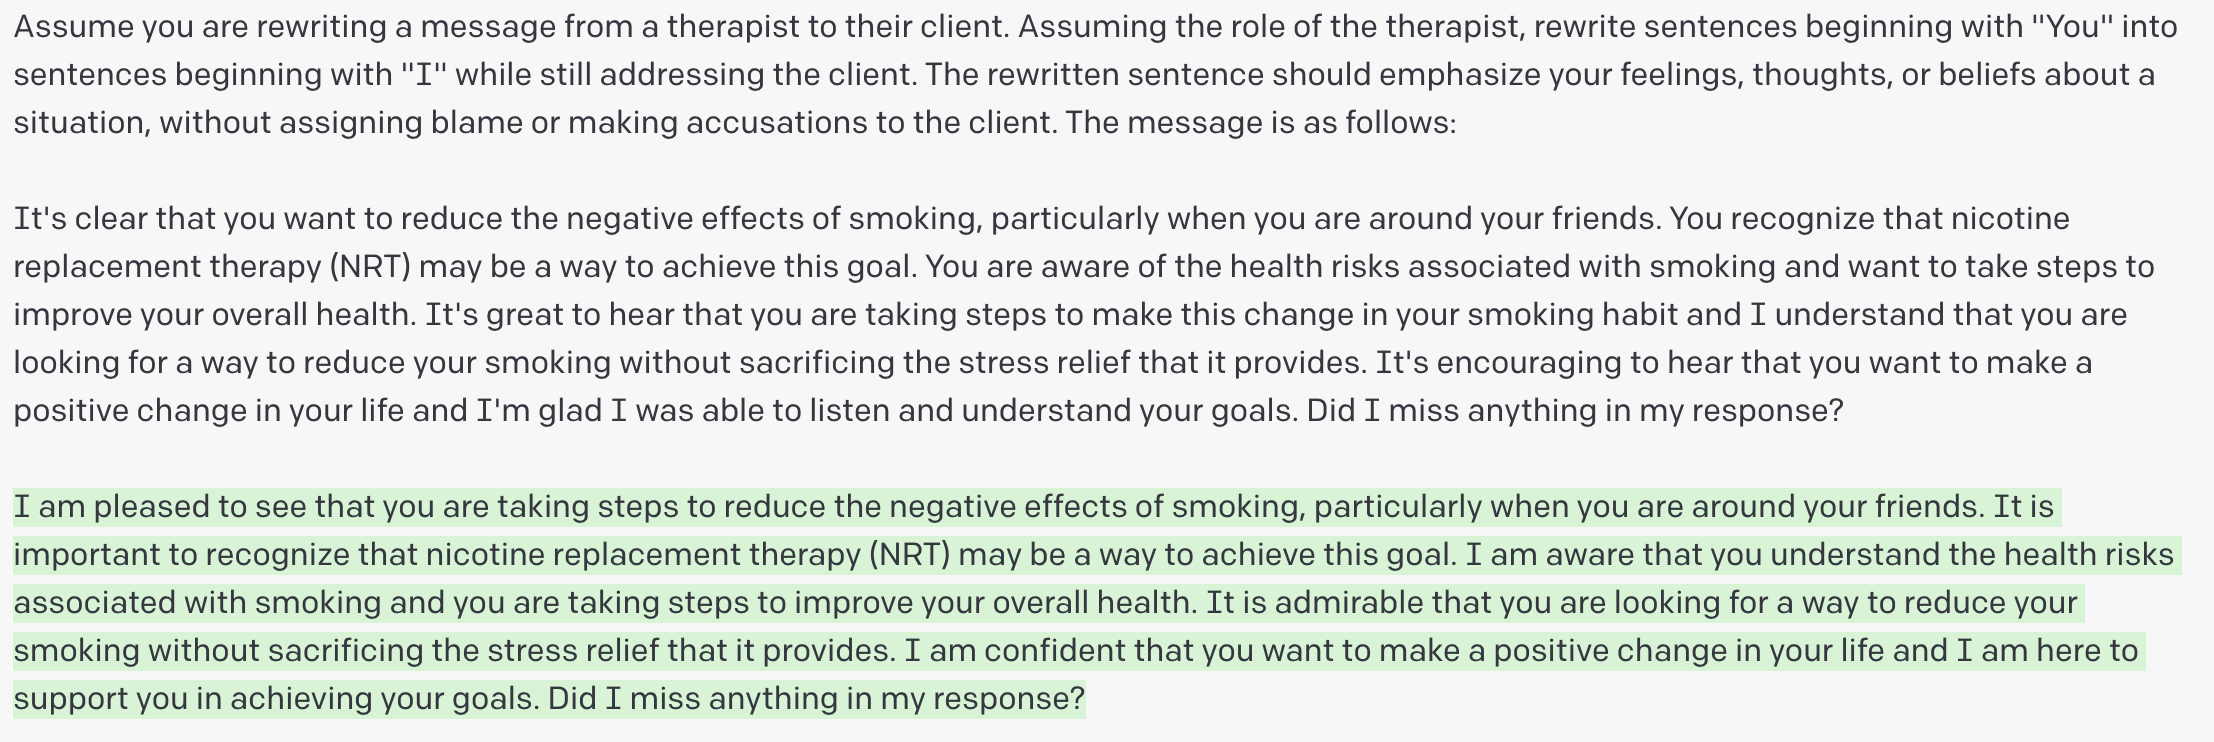 Assume you are rewriting a message from a therapist to their client. Assuming the role of the therapist, rewrite sentences beginning with "You" into
sentences beginning with "I" while still addressing the client. The rewritten sentence should emphasize your feelings, thoughts, or beliefs about a
situation, without assigning blame or making accusations to the client. The message is as follows:
It's clear that you want to reduce the negative effects of smoking, particularly when you are around your friends. You recognize that nicotine
replacement therapy (NRT) may be a way to achieve this goal. You are aware of the health risks associated with smoking and want to take steps to
improve your overall health. It's great to hear that you are taking steps to make this change in your smoking habit and I understand that you are
looking for a way to reduce your smoking without sacrificing the stress relief that it provides. It's encouraging to hear that you want to make a
positive change in your life and I'm glad I was able to listen and understand your goals. Did I miss anything in my response?
I am pleased to see that you are taking steps to reduce the negative effects of smoking, particularly when you are around your friends. It is
important to recognize that nicotine replacement therapy (NRT) may be a way to achieve this goal. I am aware that you understand the health risks
associated with smoking and you are taking steps to improve your overall health. It is admirable that you are looking for a way to reduce your
smoking without sacrificing the stress relief that it provides. I am confident that you want to make a positive change in your life and I am here to
support you in achieving your goals. Did I miss anything in my response?